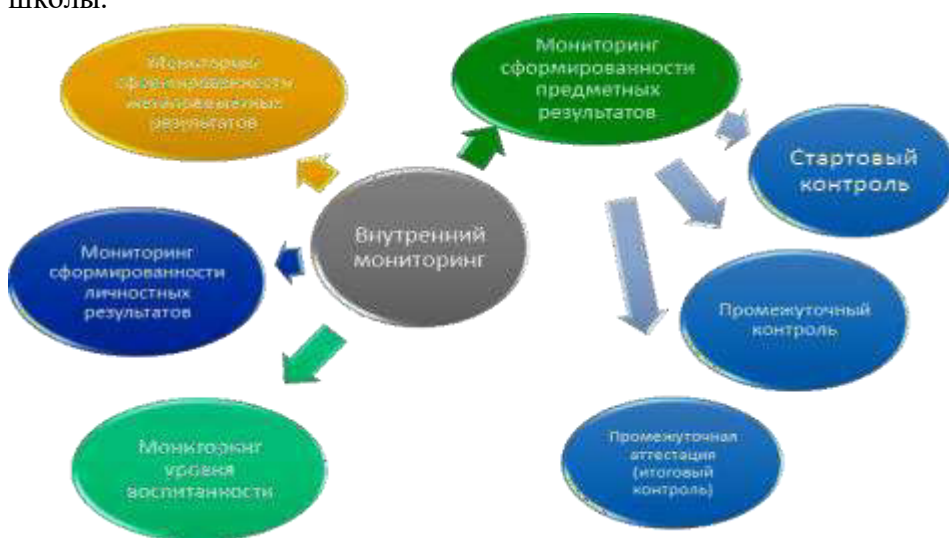 школы.
Мониторинг
сформированности
метапредметных
результатов
Мониторинг
сформированности
предметных
результатов
Стартовый
контроль
Внутренний
мониторинг
Мониторинг
сформированности
личностных
результатов
Промежуточный
контроль
Мониторинг
уровня
воспитанности
Промежуточная
аттестация
(итоговый
контроль)